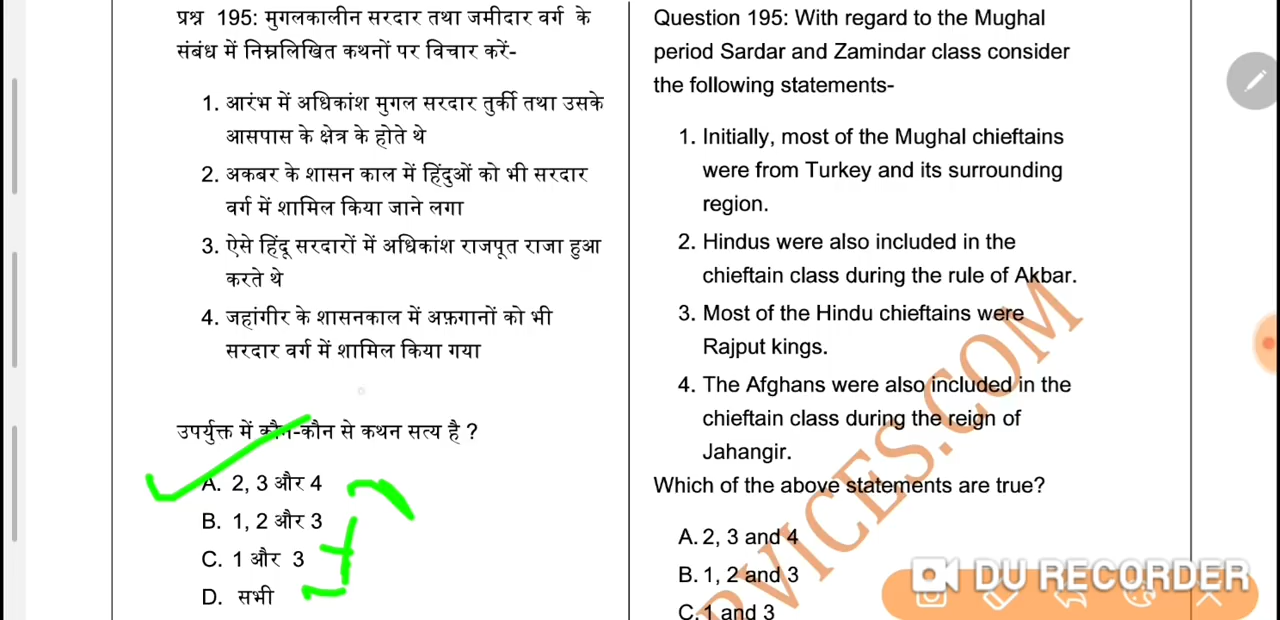 प्रश्न 195: मुगलकालीन सरदार तथा जमीदार वर्ग के
संबंध में निम्नलिखित कथनों पर विचार करें-
1. आरंभ में अधिकांश मुगल सरदार तुर्की तथा उसके
आसपास के क्षेत्र के होते थे
2. अकबर के शासन काल में हिंदुओं को भी सरदार
वर्ग में शामिल किया जाने लगा
3. ऐसे हिंदू सरदारों में अधिकांश राजपूत राजा हुआ
करते थे
4. जहांगीर के शासनकाल में अफ़गानों को भी
सरदार वर्ग में शामिल किया गया
उपर्युक्त में कौन-कौन से कथन सत्य है ?
A. 2, 3 और 4
B. 1, 2 और 3
C. 1 और 3
D. सभी
Question 195: With regard to the Mughal
period Sardar and Zamindar class consider
the following statements-
1. Initially, most of the Mughal chieftains
were from Turkey and its surrounding
region.
2. Hindus were also included in the
chieftain class during the rule of Akbar.
3. Most of the Hindu chieftains were
Rajput kings.
4. The Afghans were also included in the
chieftain class during the reign of
Jahangir.
Which of the above statements are true?
A. 2, 3 and 4
B. 1, 2 and 3
C. 1 and 3
RVICES.COM
DU RECORDER